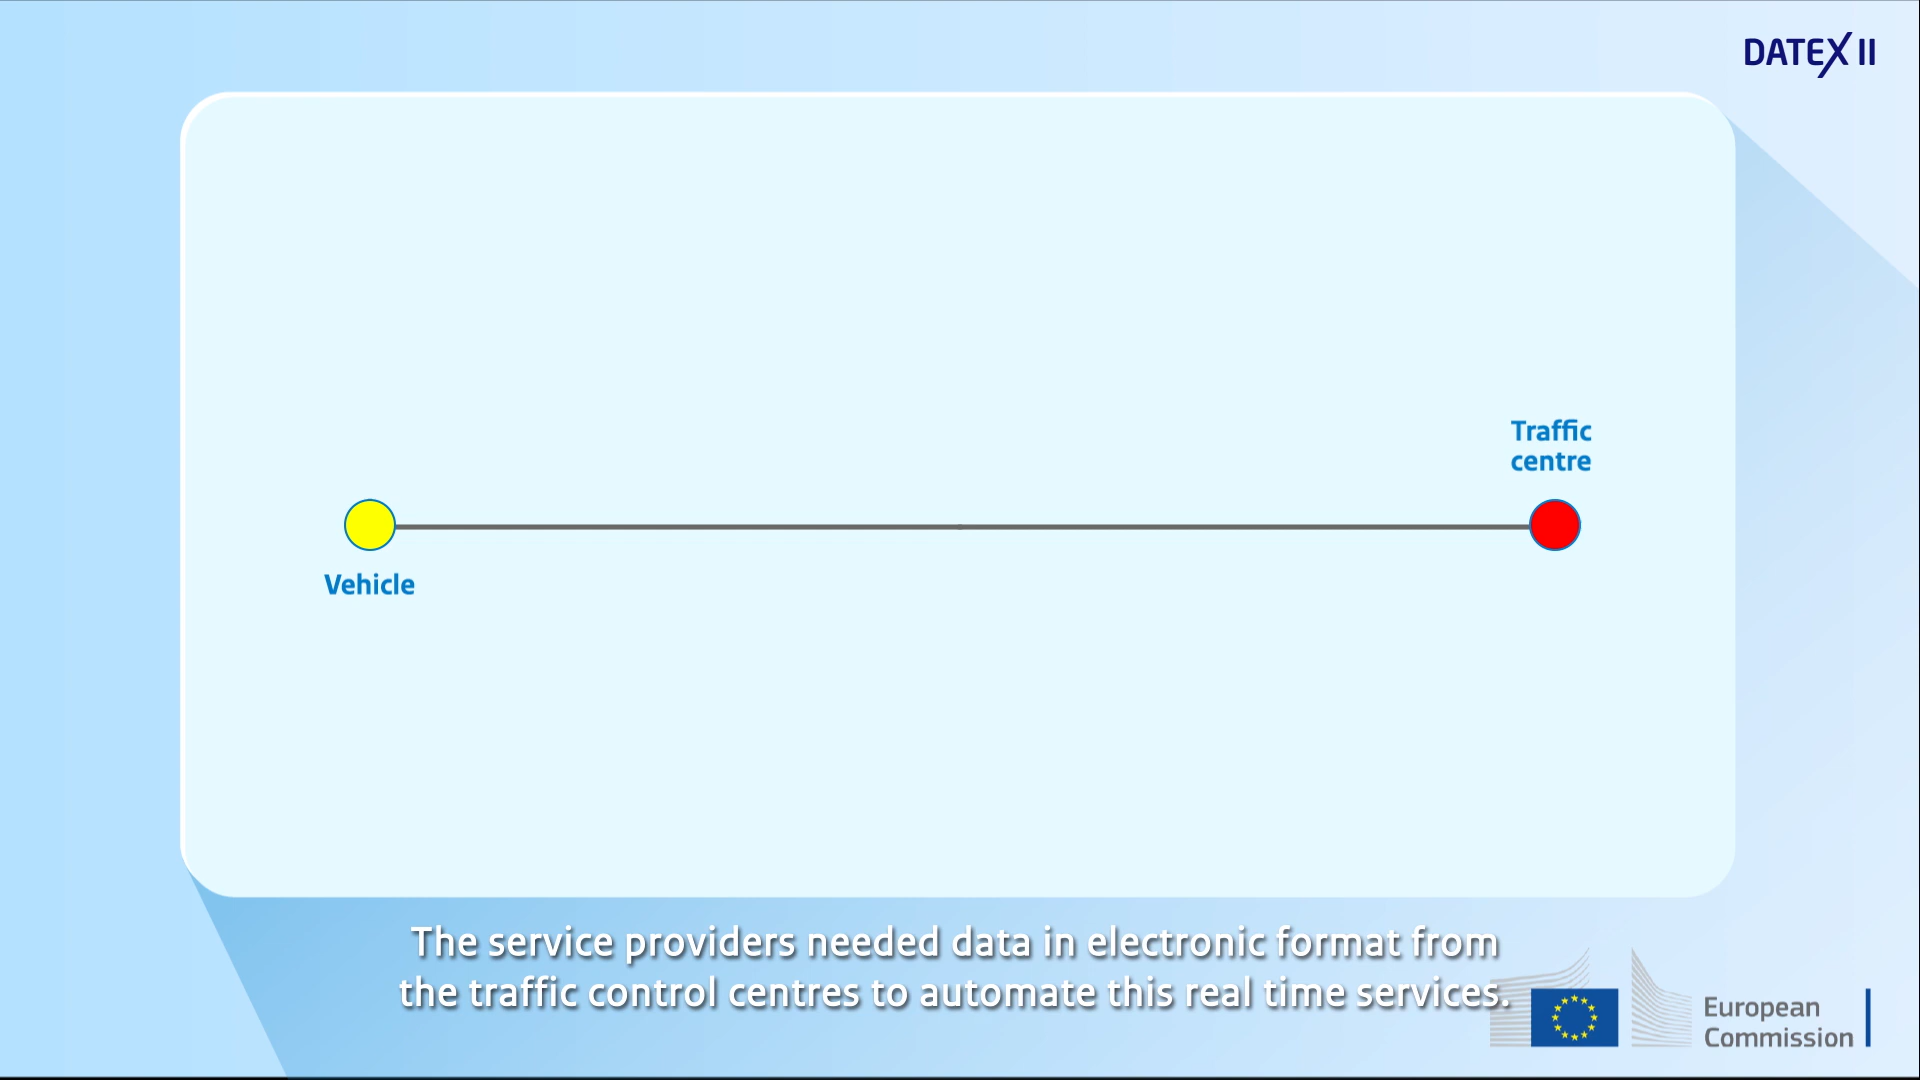 DATEX II
Traffic
centre
Vehicle
The service providers needed data in electronic format from
the traffic control centres to automate this real time services.
European
Commission